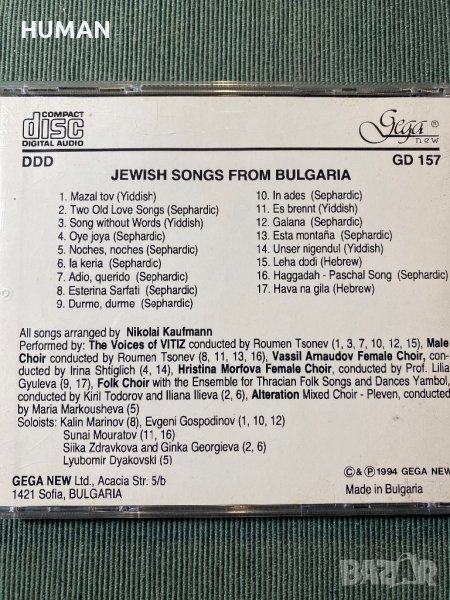 HUMAN
COMPACT
disc
DIGITAL AUDIO
Gega ®
new
DDD
GD 157
JEWISH SONGS FROM BULGARIA
1. Mazal tov (Yiddish)
2. Two Old Love Songs (Sephardic)
3. Song without Words (Yiddish)
4. Oye joya (Sephardic)
5. Noches, noches (Sephardic)
6. Ia keria (Sephardic)
7. Adio, querido (Sephardic)
8. Esterina Sarfati (Sephardic)
9. Durme, durme (Sephardic)
10. In ades (Sephardic)
11. Es brennt (Yiddish)
12. Galana (Sephardic)
13. Esta montaña (Sephardic)
14. Unser nigendul (Yiddish)
15. Leha dodi (Hebrew)
16. Haggadah - Paschal Song (Sephardic)
17. Hava na gila (Hebrew)
All songs arranged by Nikolai Kaufmann
Performed by: The Voices of VITIZ conducted by Roumen Tsonev (1, 3, 7, 10, 12, 15), Male
Choir conducted by Roumen Tsonev (8, 11, 13, 16), Vassil Arnaudov Female Choir, con-
ducted by Irina Shtiglich (4, 14), Hristina Morfova Female Choir, conducted by Prof. Lilia
Gyuleva (9, 17), Folk Choir with the Ensemble for Thracian Folk Songs and Dances Yambol,
conducted by Kiril Todorov and Iliana Ilieva (2, 6), Alteration Mixed Choir - Pleven, conducted
by Maria Markousheva (5)
Soloists: Kalin Marinov (8), Evgeni Gospodinov (1, 10, 12)
Sunai Mouratov (11, 16)
Siika Zdravkova and Ginka Georgieva (2, 6)
Lyubomir Dyakovski (5)
GEGA NEW Ltd., Acacia Str. 5/b
1421 Sofia, BULGARIA
© & ℗ 1994 GEGA NEW
Made in Bulgaria
BAZAR